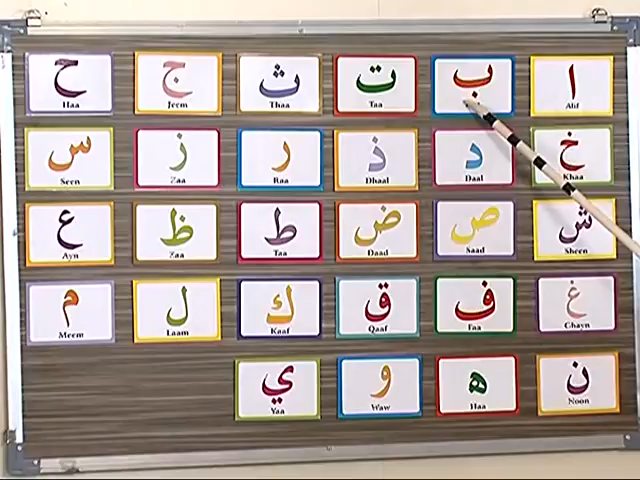 ا ب ت ث ج ح
Alif Taa Thaa Jeem Haa
خ د ذ ر ز س
Khaa Daal Dhaal Raa Zaa Seen
ش ص ض ط ظ ع
Sheen Saad Daad Taa Zaa Ayn
غ ف ق ك ل م
Ghayn Faa Qaaf Kaaf Laam Meem
ن ه و ي
Noon Haa Waw Yaa